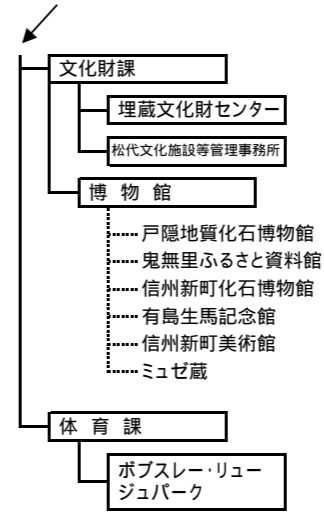 文化財課
埋蔵文化財センター
松代文化施設等管理事務所
博 物 館
戸隠地質化石博物館
鬼無里ふるさと資料館
信州新町化石博物館
有島生馬記念館
信州新町美術館
ミュゼ蔵
体 育 課
ボブスレー・リュー
ジュパーク